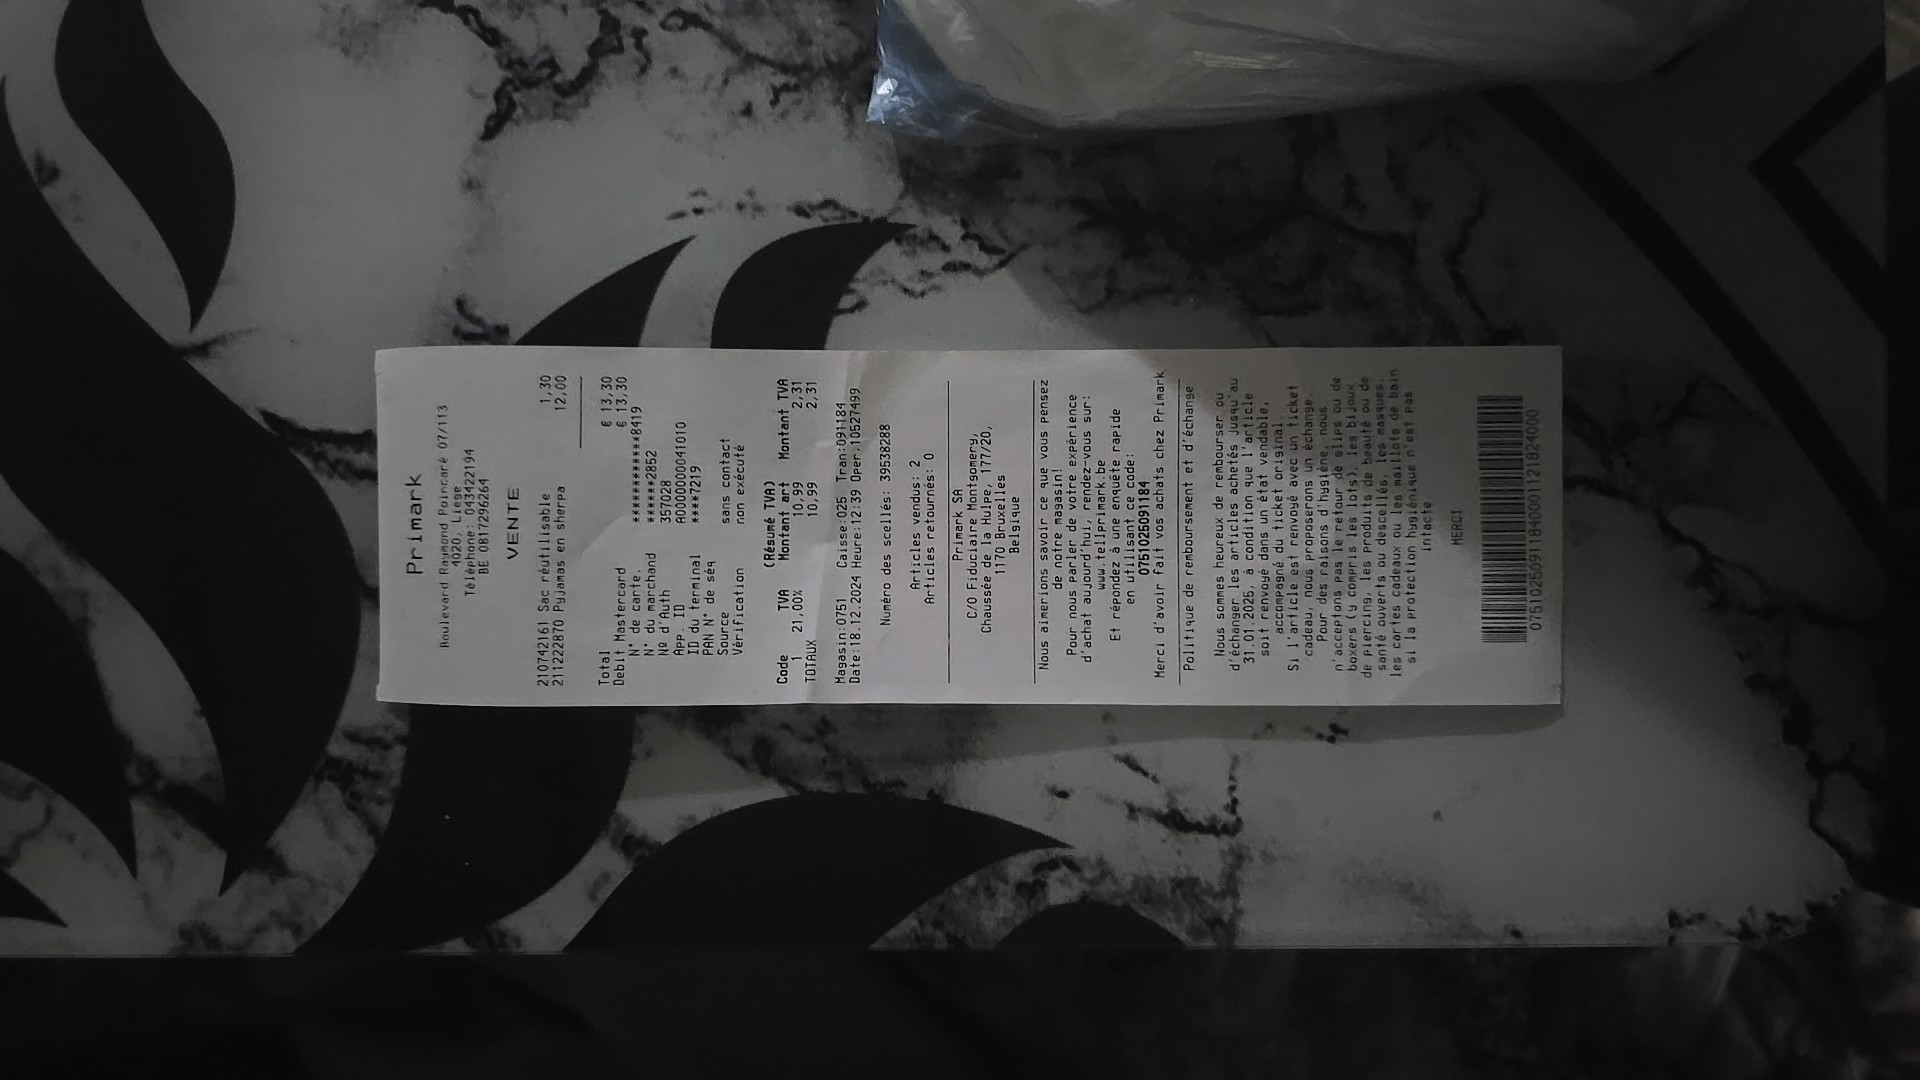 Primark
Boulevard Raymond Poincaré 07/113
4020, Liege
Téléphone: 043422194
BE 0817296264
VENTE
210742161 Sac réutilisable 1,30
211222870 Pyjamas en sherpa 12,00
Total € 13,30
Debit Mastercard € 13,30
N° de carte. ************8419
N° du marchand ******2852
Nº d'Auth 357028
App. ID A0000000041010
ID du terminal ****7219
PAN N° de séq
Source sans contact
Vérification non exécuté
(Résumé TVA)
Code TVA Montant art Montant TVA
1 21,00% 10,99 2,31
TOTAUX 10,99 2,31
Magasin:0751 Caisse:025 Tran:091184
Date:18.12.2024 Heure:12:39 Oper:10527499
Numéro des scellés: 39538288
Articles vendus: 2
Articles retournés: 0
Primark SA
C/O Fiduciaire Montgomery,
Chaussée de la Hulpe, 177/20,
1170 Bruxelles
Belgique
Nous aimerions savoir ce que vous pensez
de notre magasin!
Pour nous parler de votre expérience
d'achat aujourd'hui, rendez-vous sur:
www.tellprimark.be
Et répondez à une enquête rapide
en utilisant ce code:
075102509​1184
Merci d'avoir fait vos achats chez Primark
Politique de remboursement et d'échange
Nous sommes heureux de rembourser ou
d'échanger les articles achetés jusqu'au
31.01.2025, à condition que l'article
soit renvoyé dans un état vendable,
accompagné du ticket original.
Si l'article est renvoyé avec un ticket
cadeau, nous proposerons un échange.
Pour des raisons d'hygiène, nous
n'acceptions pas le retour de slips ou de
boxers (y compris les lots), les bijoux
de piercing, les produits de beauté ou de
santé ouverts ou descellés, les masques,
les cartes cadeaux ou les maillots de bain
si la protection hygiénique n'est pas
intacte
MERCI
0751025091184000112182​4000